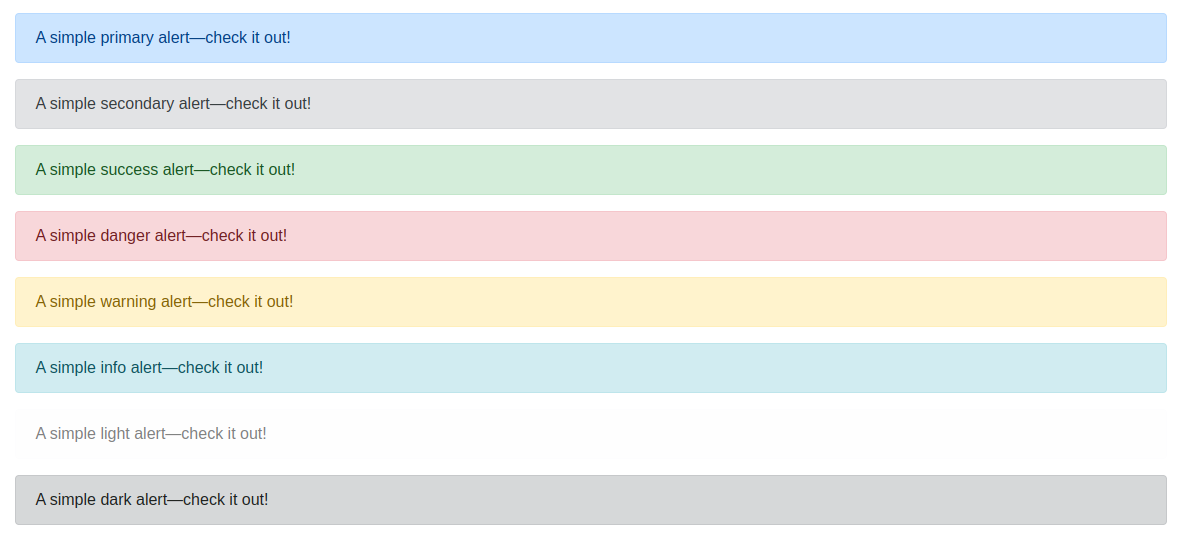 A simple primary alert—check it out!
A simple secondary alert—check it out!
A simple success alert—check it out!
A simple danger alert—check it out!
A simple warning alert—check it out!
A simple info alert—check it out!
A simple light alert—check it out!
A simple dark alert—check it out!